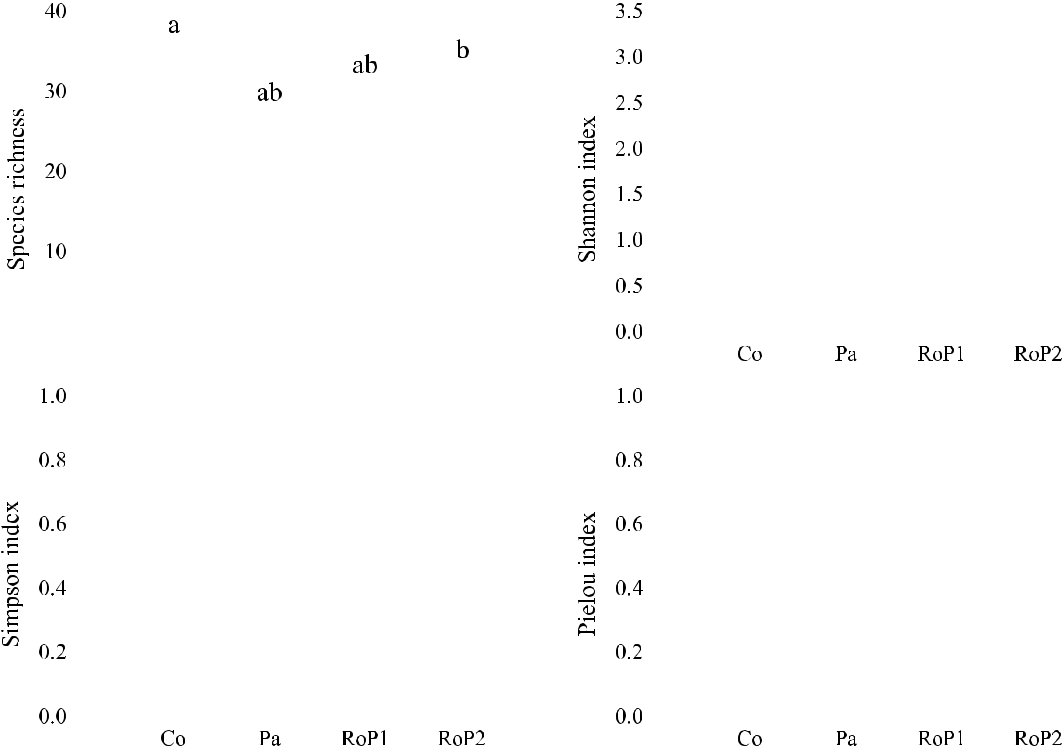 40
30
20
10
Species richness
a
ab
ab
b
3.5
3.0
2.5
2.0
1.5
1.0
0.5
0.0
Shannon index
Co Pa RoP1 RoP2
1.0
0.8
0.6
0.4
0.2
0.0
Simpson index
Co Pa RoP1 RoP2
1.0
0.8
0.6
0.4
0.2
0.0
Pielou index
Co Pa RoP1 RoP2